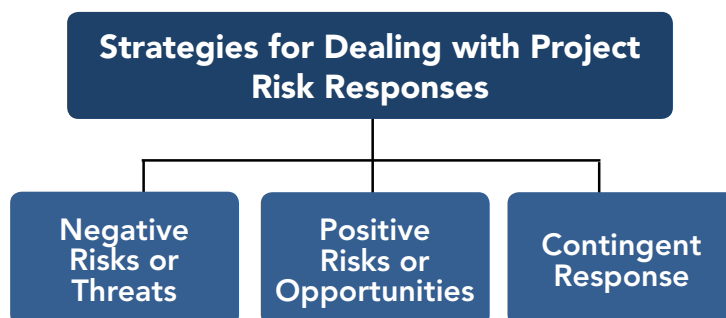 Strategies for Dealing with Project
Risk Responses
Negative
Risks or
Threats
Positive
Risks or
Opportunities
Contingent
Response